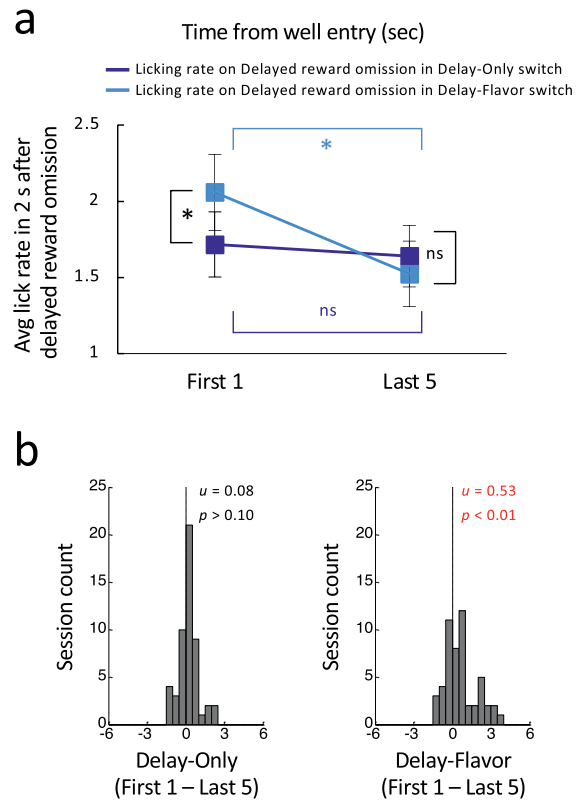 a
Time from well entry (sec)
Licking rate on Delayed reward omission in Delay-Only switch
Licking rate on Delayed reward omission in Delay-Flavor switch
Avg lick rate in 2 s after
delayed reward omission
2.5
2
1.5
1
*
*
ns
ns
First 1
Last 5
b
Session count
25
20
15
10
5
0
u = 0.08
p > 0.10
-6 -3 0 3 6
Delay-Only
(First 1 – Last 5)
Session count
25
20
15
10
5
0
u = 0.53
p < 0.01
-6 -3 0 3 6
Delay-Flavor
(First 1 – Last 5)